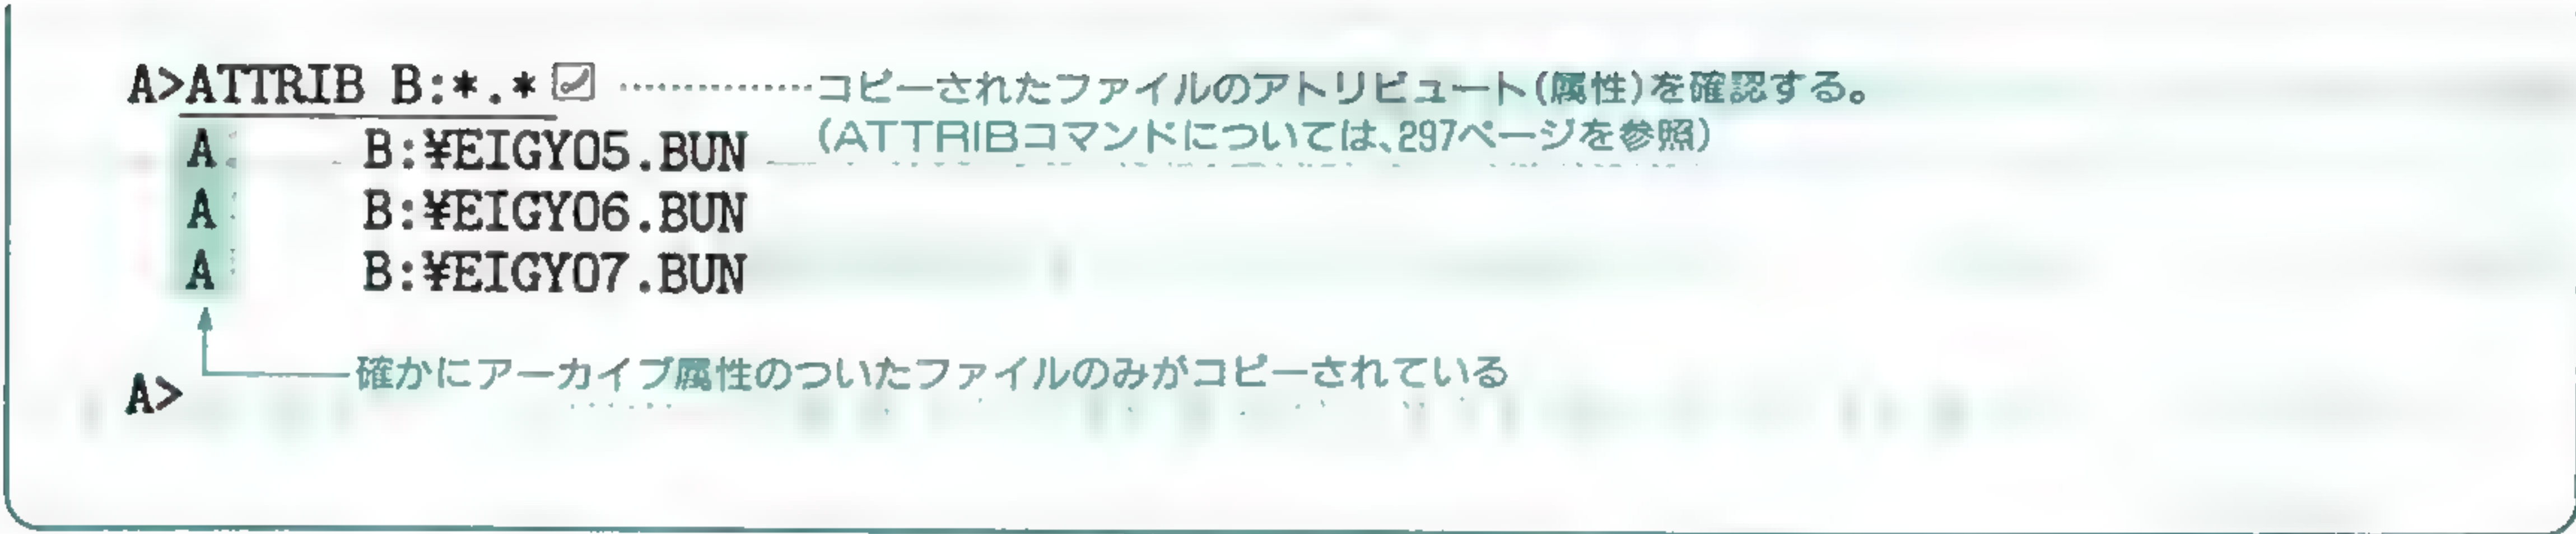 A>ATTRIB B:*.* コピーされたファイルのアトリビュート(属性)を確認する。
(ATTRIBコマンドについては、297ページを参照)
A B:¥EIGYO5.BUN
A B:¥EIGYO6.BUN
A B:¥EIGYO7.BUN
確かにアーカイブ属性のついたファイルのみがコピーされている
A>